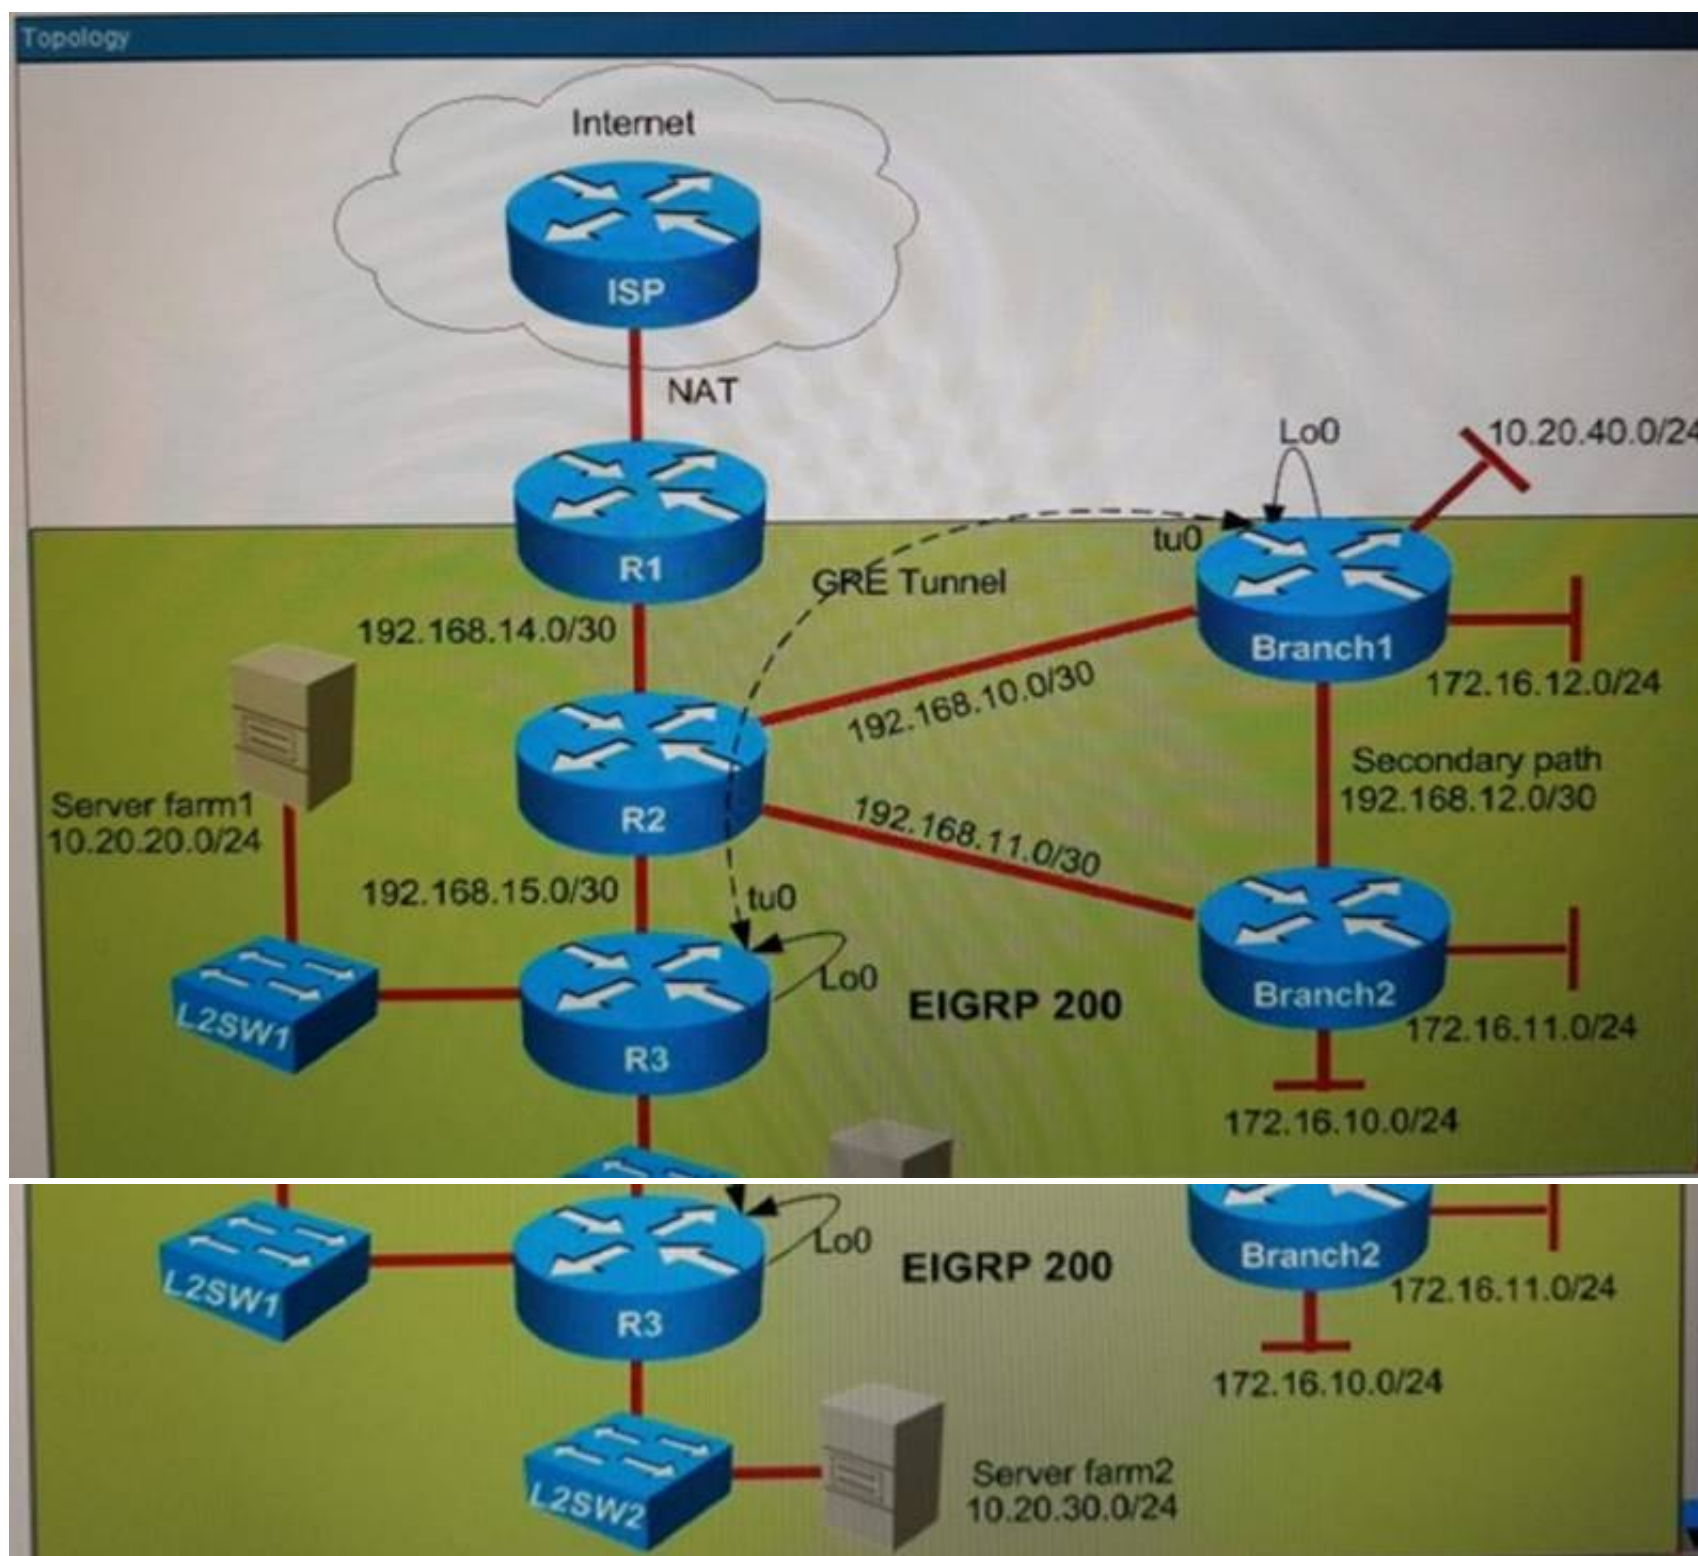 Topology
Internet
ISP
NAT
Lo0
10.20.40.0/24
R1
tu0
GRE Tunnel
Branch1
192.168.14.0/30
192.168.10.0/30
172.16.12.0/24
Secondary path
192.168.12.0/30
Server farm1
10.20.20.0/24
R2
192.168.11.0/30
192.168.15.0/30
tu0
Lo0
EIGRP 200
Branch2
172.16.11.0/24
L2SW1
R3
172.16.10.0/24
Lo0
EIGRP 200
Branch2
172.16.11.0/24
L2SW1
R3
172.16.10.0/24
L2SW2
Server farm2
10.20.30.0/24